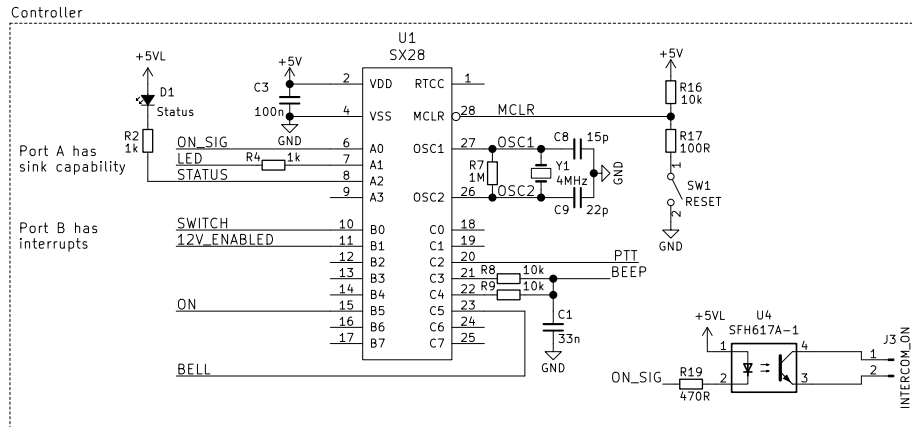 Controller
U1
SX28
+5VL
+5V
+5V
D1
Status
R2
1k
C3
100n
GND
2 VDD RTCC 1
4 VSS MCLR 28 MCLR
R16
10k
R17
100R
1
SW1
RESET
2
GND
Port A has
sink capability
ON_SIG 6 A0 OSC1 27 OSC1
LED R4 1k 7 A1
STATUS 8 A2
9 A3 OSC2 26 OSC2
R7
1M
Y1
4MHz
C8 15p
C9 22p
GND
Port B has
interrupts
SWITCH 10 B0 C0 18
12V_ENABLED 11 B1 C1 19
12 B2 C2 20 PTT
13 B3 C3 21 R8 10k BEEP
14 B4 C4 22 R9 10k
ON 15 B5 C5 23
16 B6 C6 24
17 B7 C7 25
BELL
C1
33n
GND
+5VL
U4
SFH617A-1
1 4
2 3
ON_SIG R19
470R
J3
1
2
INTERCOM_ON